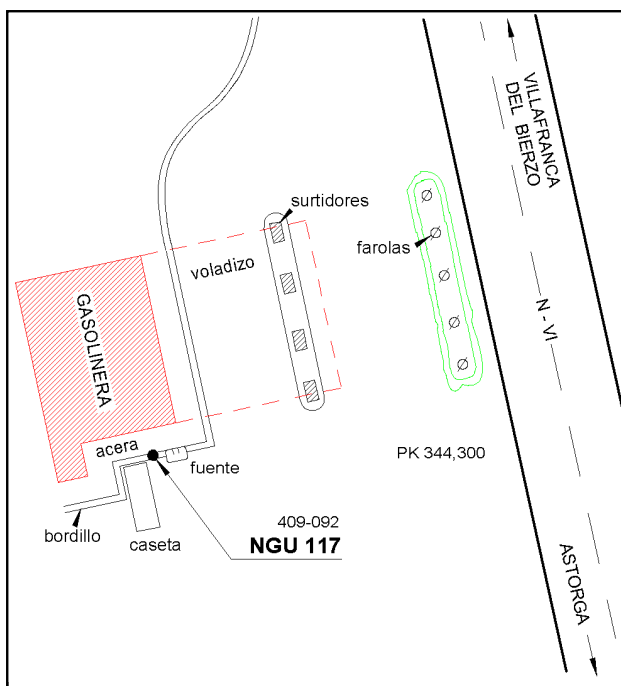 VILLAFRANCA
DEL BIERZO
surtidores
farolas
voladizo
GASOLINERA
N - VI
acera
fuente
PK 344,300
bordillo
caseta
409-092
NGU 117
ASTORGA